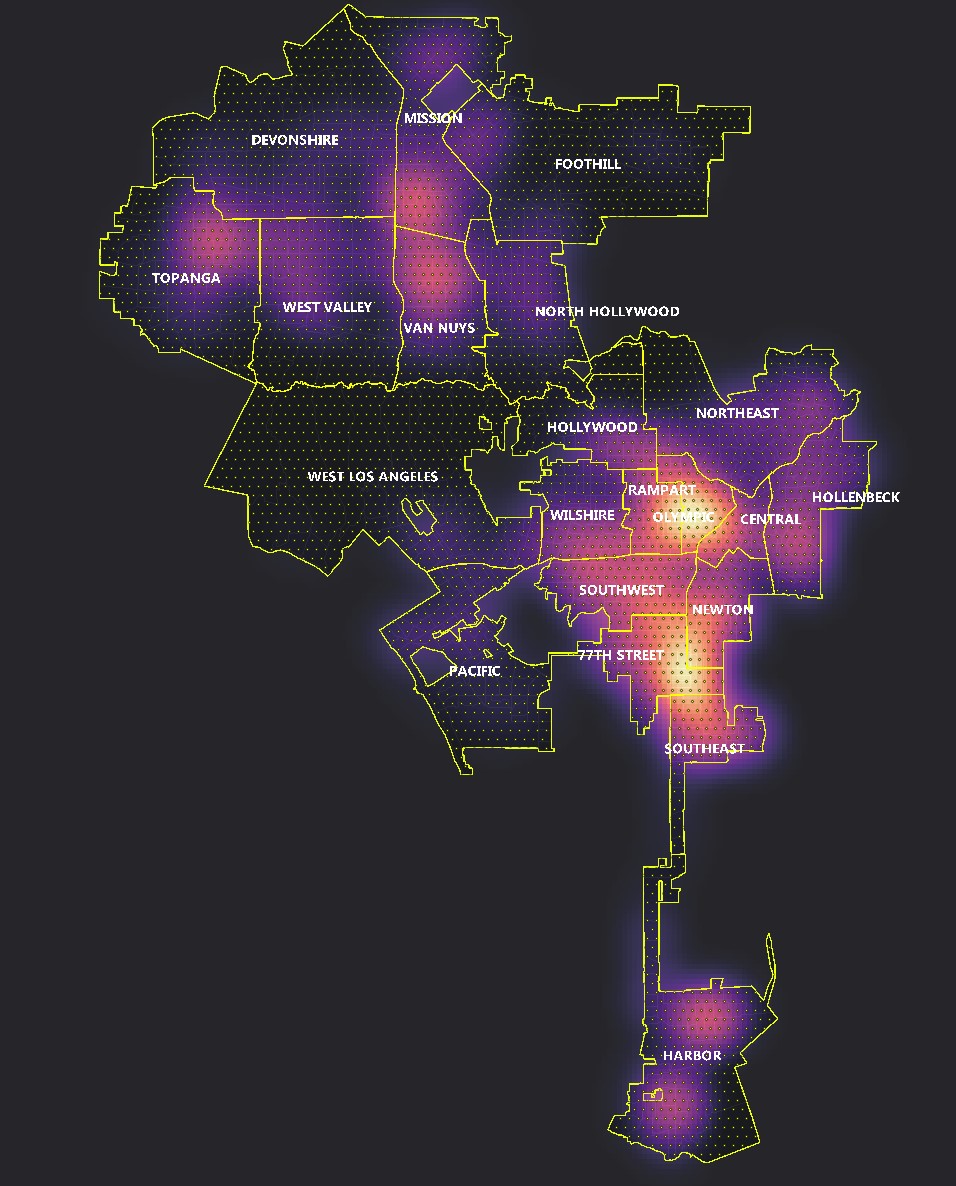 MISSION
DEVONSHIRE
FOOTHILL
TOPANGA
WEST VALLEY
NORTH HOLLYWOOD
VAN NUYS
NORTHEAST
HOLLYWOOD
WEST LOS ANGELES
RAMPART
HOLLENBECK
WILSHIRE
OLYMPIC
CENTRAL
SOUTHWEST
NEWTON
77TH STREET
PACIFIC
SOUTHEAST
HARBOR